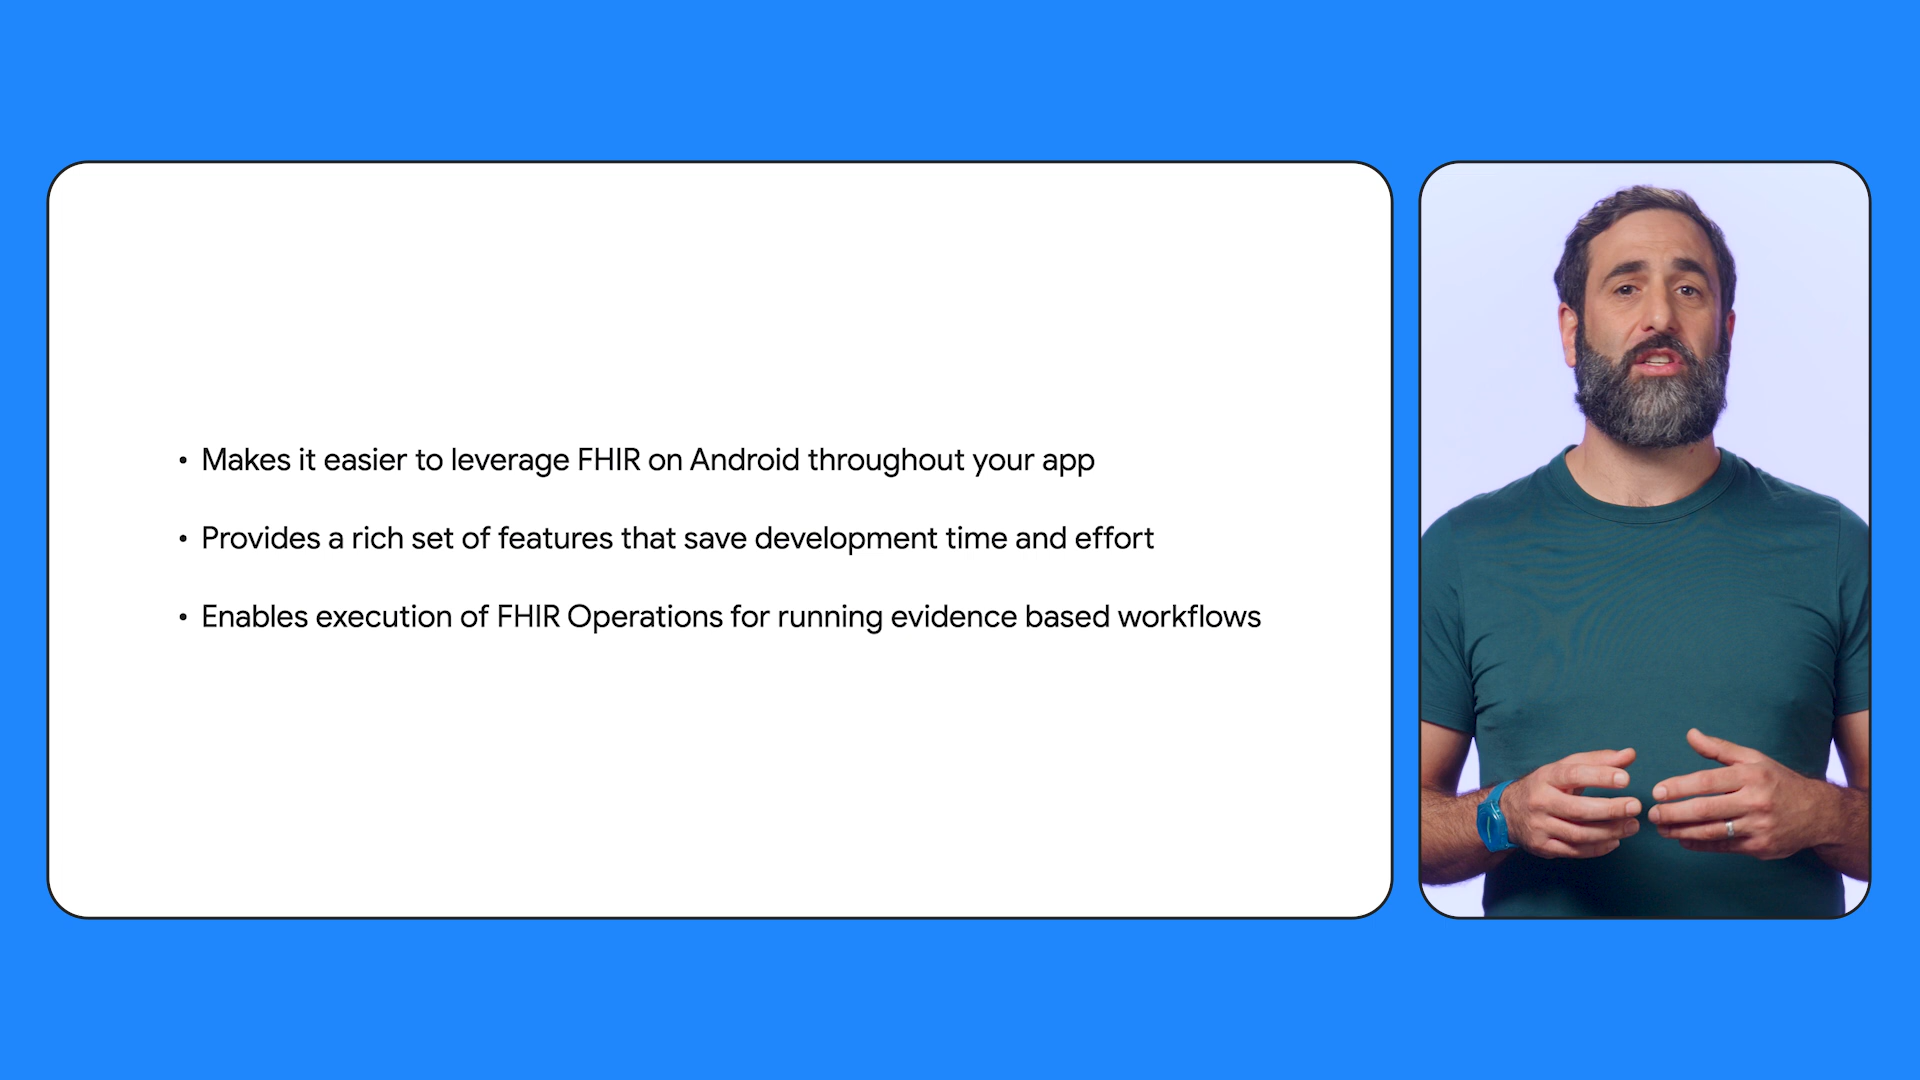 • Makes it easier to leverage FHIR on Android throughout your app
• Provides a rich set of features that save development time and effort
• Enables execution of FHIR Operations for running evidence based workflows